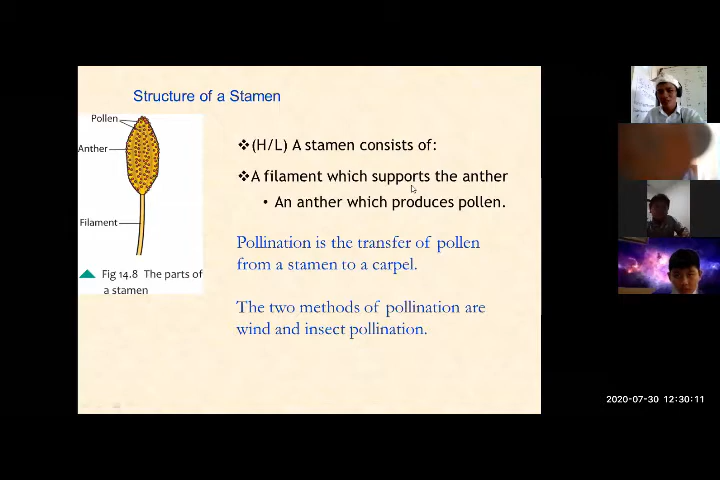 Structure of a Stamen
Pollen
Anther
Filament
Fig 14.8 The parts of
a stamen
❖(H/L) A stamen consists of:
❖A filament which supports the anther
• An anther which produces pollen.
Pollination is the transfer of pollen
from a stamen to a carpel.
The two methods of pollination are
wind and insect pollination.
2020-07-30 12:30:11